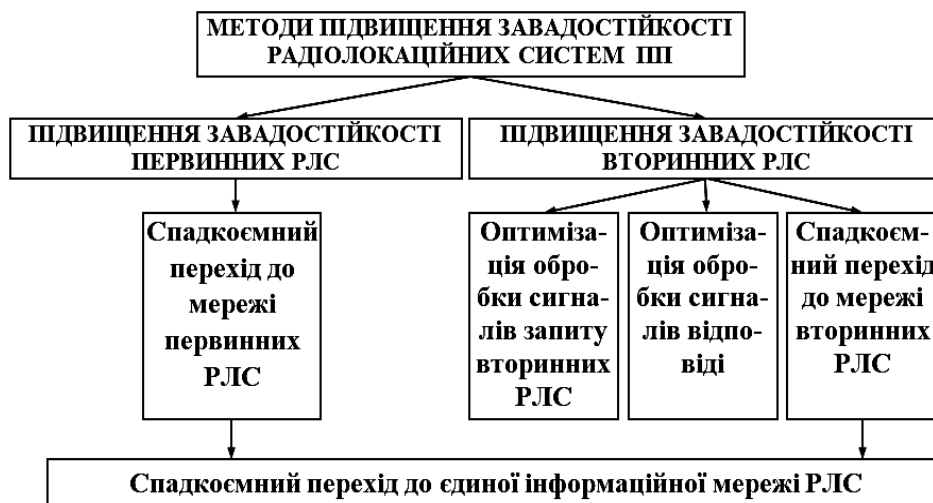 МЕТОДИ ПІДВИЩЕННЯ ЗАВАДОСТІЙКОСТІ
РАДІОЛОКАЦІЙНИХ СИСТЕМ ПП
ПІДВИЩЕННЯ ЗАВАДОСТІЙКОСТІ
ПЕРВИННИХ РЛС
ПІДВИЩЕННЯ ЗАВАДОСТІЙКОСТІ
ВТОРИННИХ РЛС
Спадкоємний
перехід до
мережі
первинних
РЛС
Оптиміза-
ція обро-
бки сигна-
лів запиту
вторинних
РЛС
Оптиміза-
ція обро-
бки сигна-
лів відпо-
віді
Спадкоєм-
ний перехід
до мережі
вторинних
РЛС
Спадкоємний перехід до єдиної інформаційної мережі РЛС